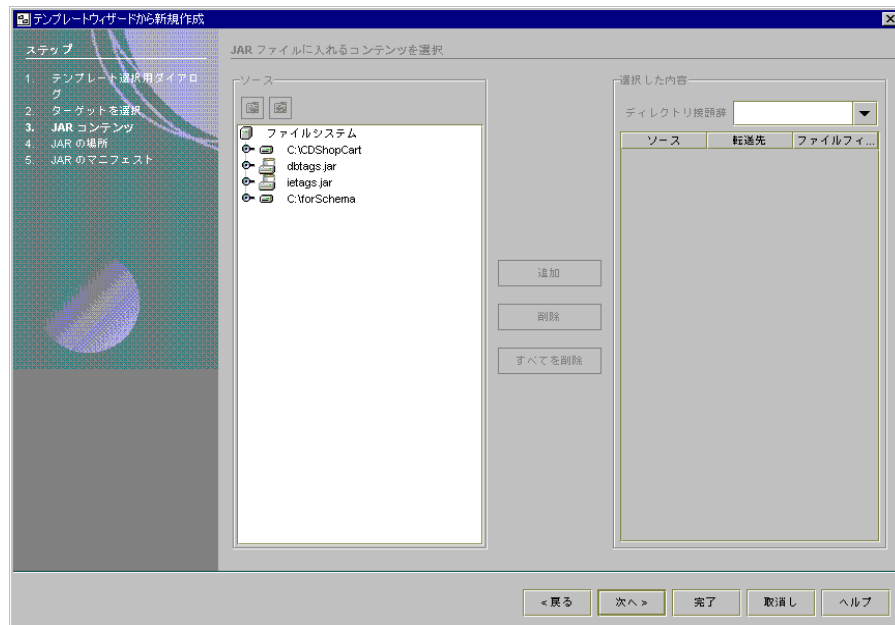 テンプレートウィザードから新規作成
ステップ
1. テンプレート選択用ダイアロ
グ
2. ターゲットを選択
3. JAR コンテンツ
4. JAR の場所
5. JAR のマニフェスト
JAR ファイルに入れるコンテンツを選択
ソース
ファイルシステム
C:\CDShopCart
dbtags.jar
ietags.jar
C:\forSchema
追加
削除
すべてを削除
選択した内容
ディレクトリ接頭辞
ソース 転送先 ファイルフィ...
«戻る 次へ» 完了 取消し ヘルプ